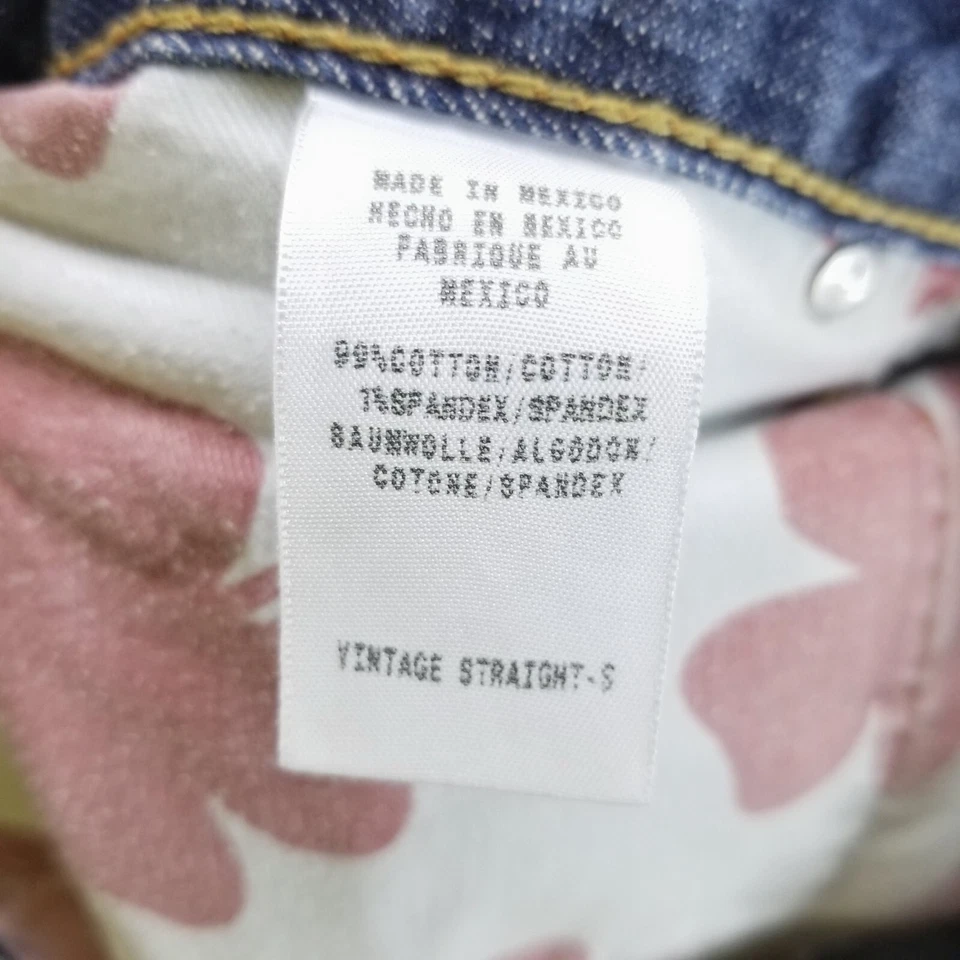 MADE IN MEXICO
HECHO EN MEXICO
FABRIQUE AU
MEXICO
99%COTTON/COTTON/
1%SPANDEX/SPANDEX
BAUMWOLLE/ALGODON/
COTONE/SPANDEX
VINTAGE STRAIGHT-S